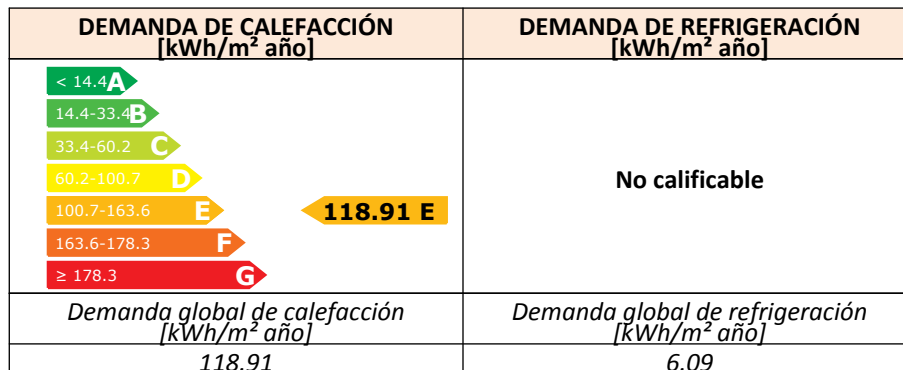 DEMANDA DE CALEFACCIÓN
[kWh/m² año]
DEMANDA DE REFRIGERACIÓN
[kWh/m² año]
< 14.4 A
14.4-33.4 B
33.4-60.2 C
60.2-100.7 D
100.7-163.6 E
163.6-178.3 F
≥ 178.3 G
118.91 E
No calificable
Demanda global de calefacción
[kWh/m² año]
Demanda global de refrigeración
[kWh/m² año]
118.91
6.09